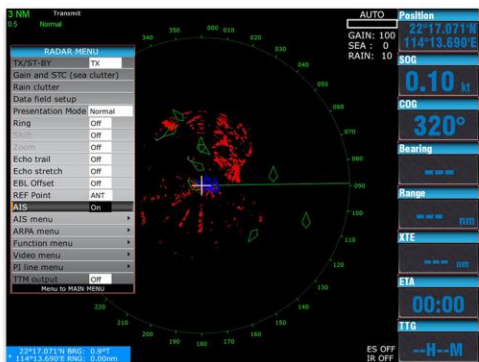 3 NM Transmit
0.5 Normal
AUTO
GAIN: 100
SEA : 0
RAIN: 10
RADAR MENU
TX/ST-BY TX
Gain and STC (sea clutter)
Rain clutter
Data field setup
Presentation Mode Normal
Ring Off
Shift Off
Zoom Off
Echo trail Off
Echo stretch Off
EBL Offset Off
REF Point ANT
AIS On
AIS menu
ARPA menu
Function menu
Video menu
PI line menu
TTM output Off
Menu to MAIN MENU
340
350
000
010
020
030
050
060
070
080
090
100
110
120
130
140
150
160
170
180
190
200
210
220
22°17.071'N BRG: 0.9°T
+ 114°13.690'E RNG: 0.00nm
ES OFF
IR OFF
Position
22°17.071'N
114°13.690'E
SOG
0.10 kt
COG
320°
Bearing
---
Range
--- nm
XTE
--- nm
ETA
00:00
TTG
--H--M